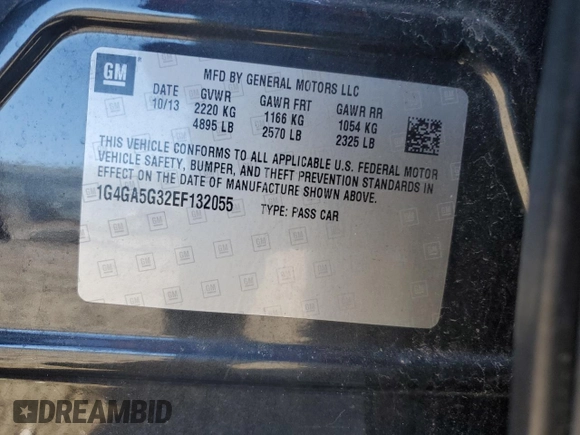 GM
MFD BY GENERAL MOTORS LLC
DATE GVWR GAWR FRT GAWR RR
10/13 2220 KG 1166 KG 1054 KG
4895 LB 2570 LB 2325 LB
THIS VEHICLE CONFORMS TO ALL APPLICABLE U.S. FEDERAL MOTOR
VEHICLE SAFETY, BUMPER, AND THEFT PREVENTION STANDARDS IN
EFFECT ON THE DATE OF MANUFACTURE SHOWN ABOVE.
1G4GA5G32EF132055 TYPE: PASS CAR
DREAMBID